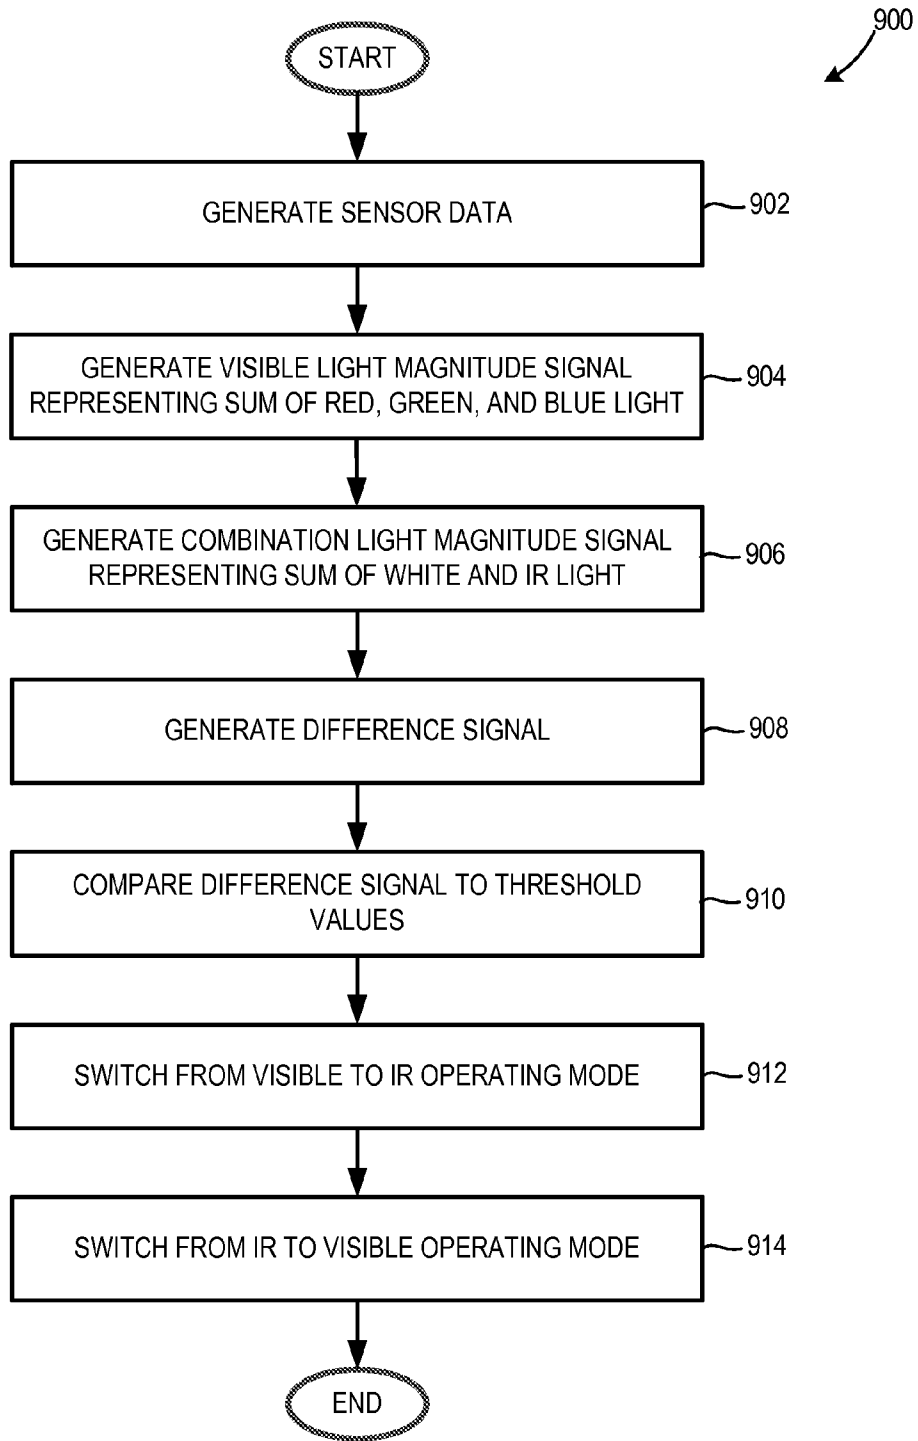 900
START
GENERATE SENSOR DATA
902
GENERATE VISIBLE LIGHT MAGNITUDE SIGNAL
REPRESENTING SUM OF RED, GREEN, AND BLUE LIGHT
904
GENERATE COMBINATION LIGHT MAGNITUDE SIGNAL
REPRESENTING SUM OF WHITE AND IR LIGHT
906
GENERATE DIFFERENCE SIGNAL
908
COMPARE DIFFERENCE SIGNAL TO THRESHOLD
VALUES
910
SWITCH FROM VISIBLE TO IR OPERATING MODE
912
SWITCH FROM IR TO VISIBLE OPERATING MODE
914
END